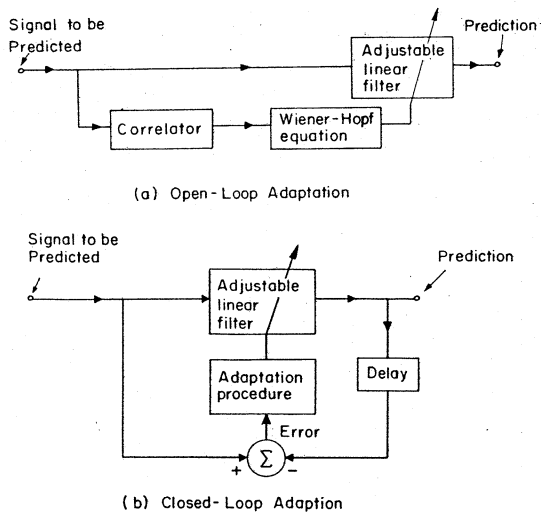 Signal to be
Predicted
Adjustable
linear
filter
Prediction
Correlator
Wiener-Hopf
equation
(a) Open-Loop Adaptation
Signal to be
Predicted
Adjustable
linear
filter
Prediction
Adaptation
procedure
Delay
Error
Σ
+
−
(b) Closed-Loop Adaption